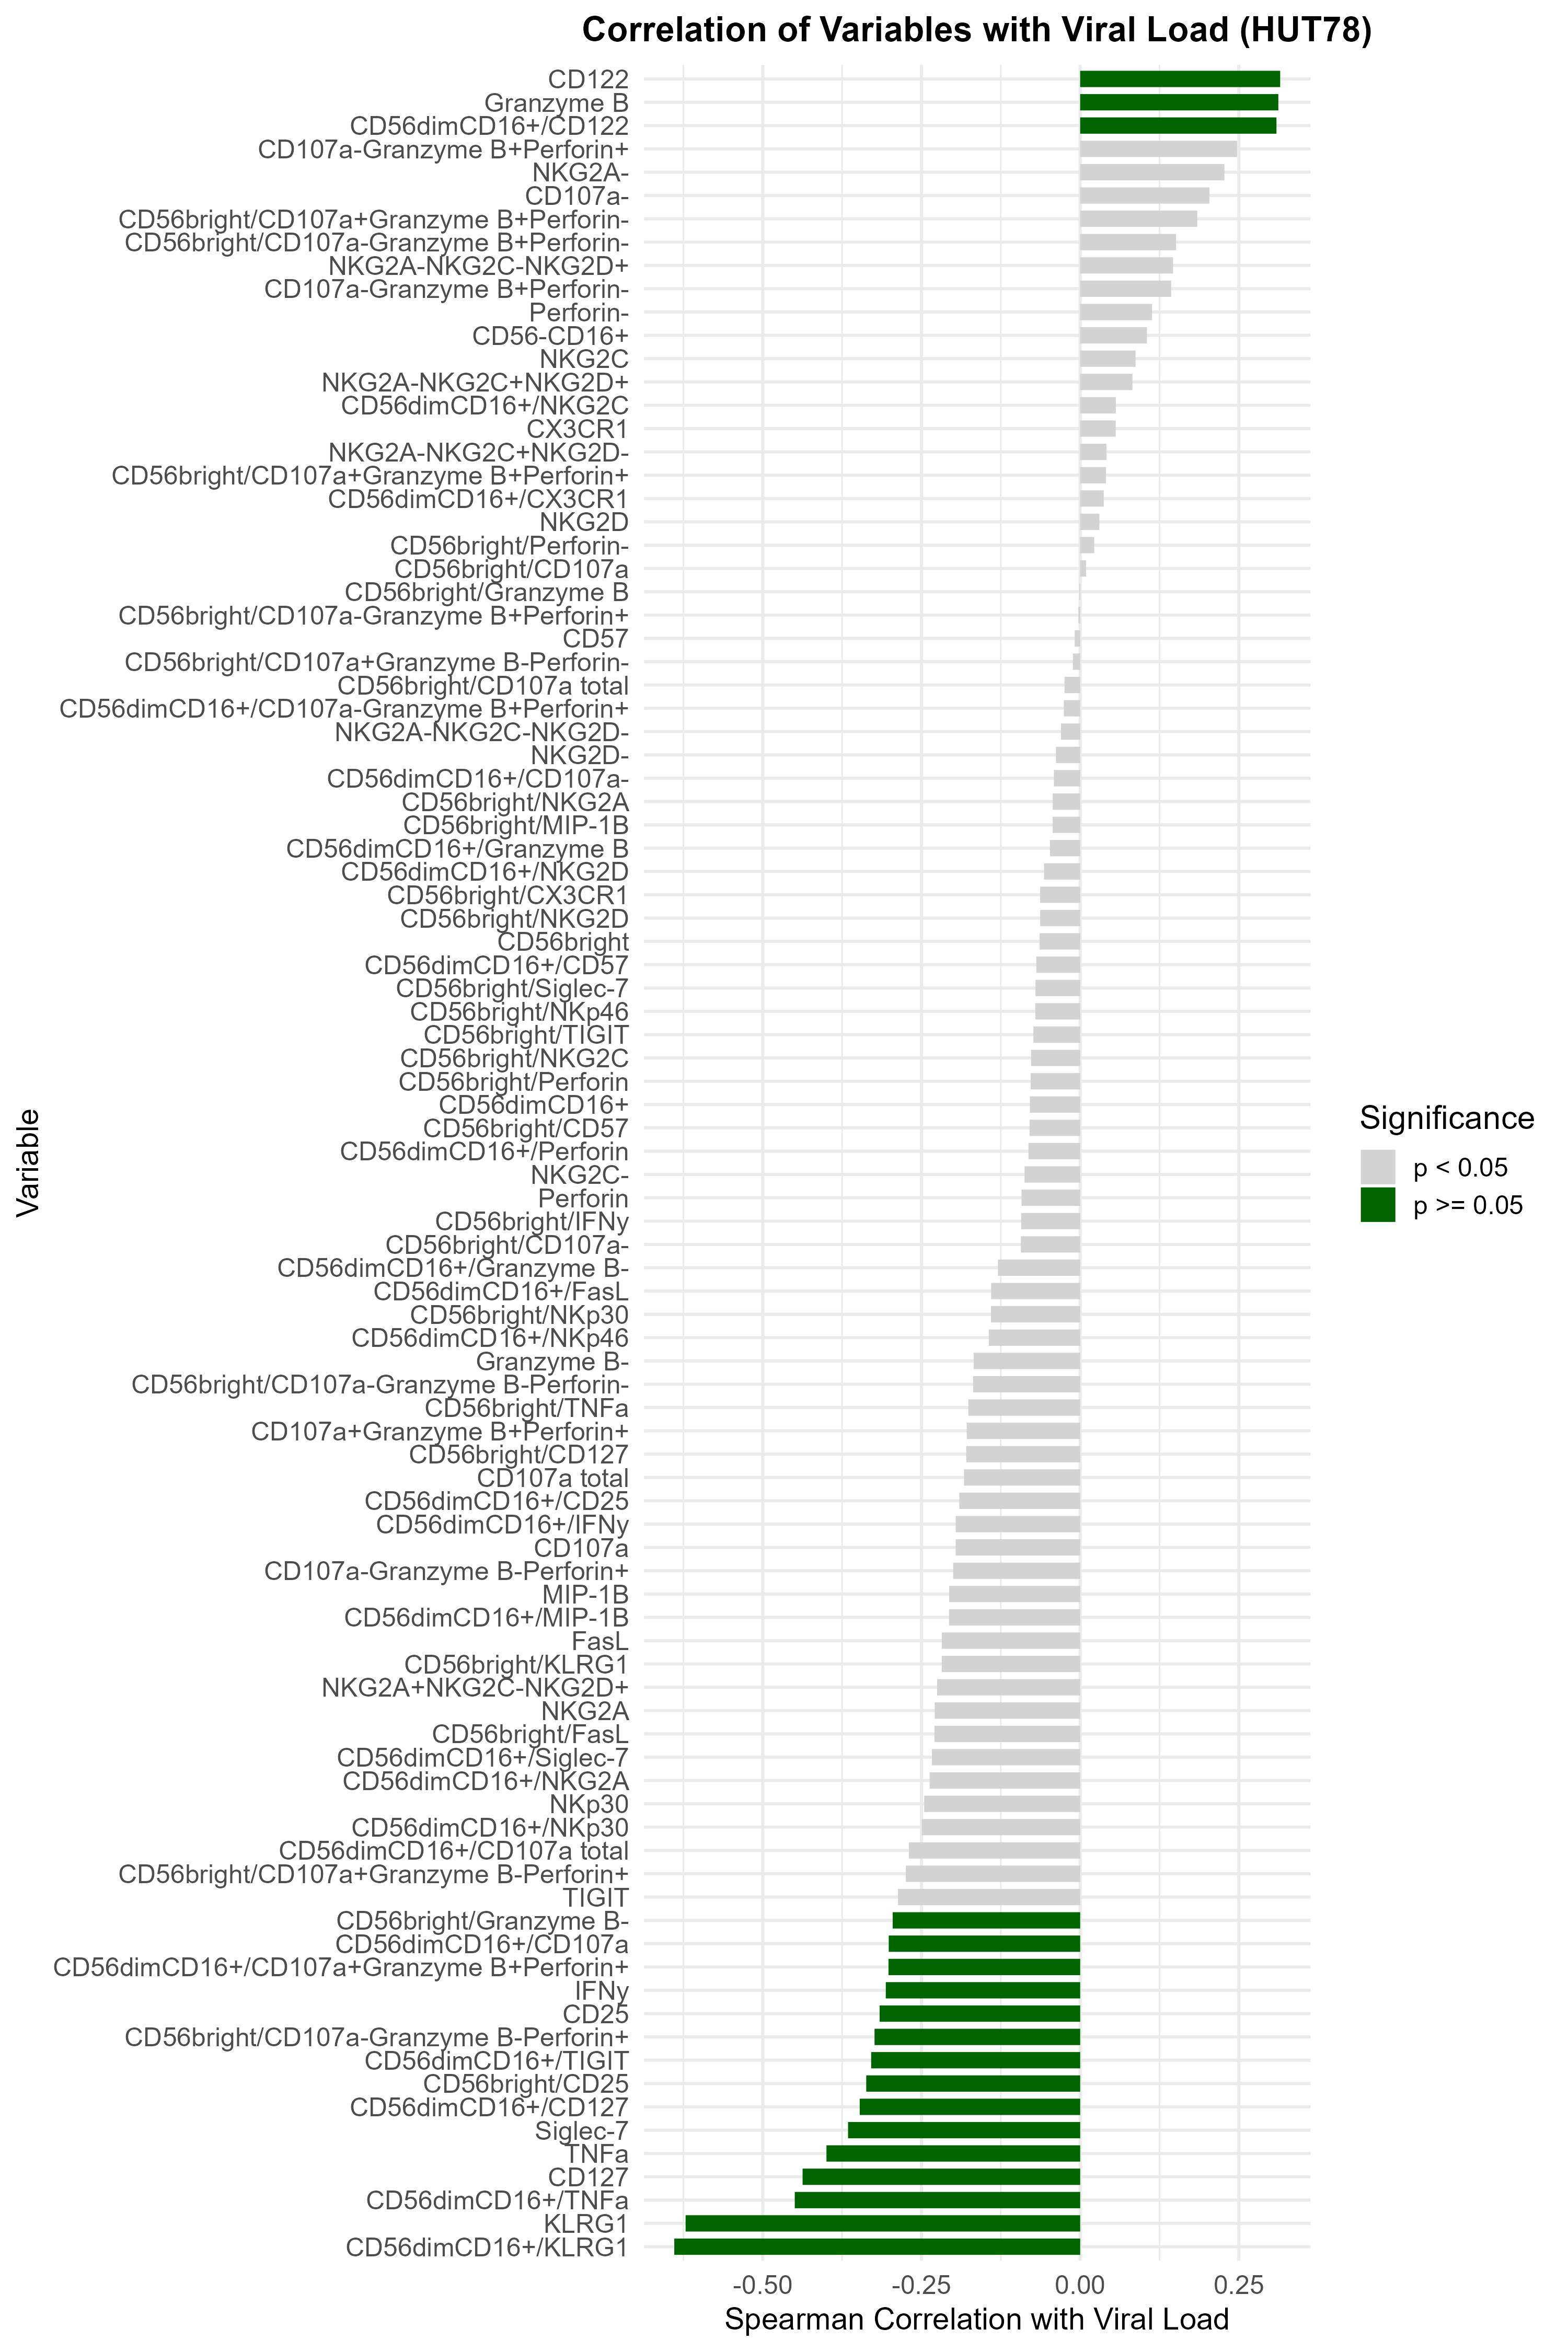 Correlation of Variables with Viral Load (HUT78)
CD122
Granzyme B
CD56dimCD16+/CD122
CD107a-Granzyme B+Perforin+
NKG2A-
CD107a-
CD56bright/CD107a+Granzyme B+Perforin-
CD56bright/CD107a-Granzyme B+Perforin-
NKG2A-NKG2C-NKG2D+
CD107a-Granzyme B+Perforin-
Perforin-
CD56-CD16+
NKG2C
NKG2A-NKG2C+NKG2D+
CD56dimCD16+/NKG2C
CX3CR1
NKG2A-NKG2C+NKG2D-
CD56bright/CD107a+Granzyme B+Perforin+
CD56dimCD16+/CX3CR1
NKG2D
CD56bright/Perforin-
CD56bright/CD107a
CD56bright/Granzyme B
CD56bright/CD107a-Granzyme B+Perforin+
CD57
CD56bright/CD107a+Granzyme B-Perforin-
CD56bright/CD107a total
CD56dimCD16+/CD107a-Granzyme B+Perforin+
NKG2A-NKG2C-NKG2D-
NKG2D-
CD56dimCD16+/CD107a-
CD56bright/NKG2A
CD56bright/MIP-1B
CD56dimCD16+/Granzyme B
CD56dimCD16+/NKG2D
CD56bright/CX3CR1
CD56bright/NKG2D
CD56bright
CD56dimCD16+/CD57
CD56bright/Siglec-7
CD56bright/NKp46
CD56bright/TIGIT
CD56bright/NKG2C
CD56bright/Perforin
CD56dimCD16+
CD56bright/CD57
CD56dimCD16+/Perforin
NKG2C-
Perforin
CD56bright/IFNy
CD56bright/CD107a-
CD56dimCD16+/Granzyme B-
CD56dimCD16+/FasL
CD56bright/NKp30
CD56dimCD16+/NKp46
Granzyme B-
CD56bright/CD107a-Granzyme B-Perforin-
CD56bright/TNFa
CD107a+Granzyme B+Perforin+
CD56bright/CD127
CD107a total
CD56dimCD16+/CD25
CD56dimCD16+/IFNy
CD107a
CD107a-Granzyme B-Perforin+
MIP-1B
CD56dimCD16+/MIP-1B
FasL
CD56bright/KLRG1
NKG2A+NKG2C-NKG2D+
NKG2A
CD56bright/FasL
CD56dimCD16+/Siglec-7
CD56dimCD16+/NKG2A
NKp30
CD56dimCD16+/NKp30
CD56dimCD16+/CD107a total
CD56bright/CD107a+Granzyme B-Perforin+
TIGIT
CD56bright/Granzyme B-
CD56dimCD16+/CD107a
CD56dimCD16+/CD107a+Granzyme B+Perforin+
IFNy
CD25
CD56bright/CD107a-Granzyme B-Perforin+
CD56dimCD16+/TIGIT
CD56bright/CD25
CD56dimCD16+/CD127
Siglec-7
TNFa
CD127
CD56dimCD16+/TNFa
KLRG1
CD56dimCD16+/KLRG1
-0.50 -0.25 0.00 0.25
Spearman Correlation with Viral Load
Variable
Significance
p < 0.05
p >= 0.05